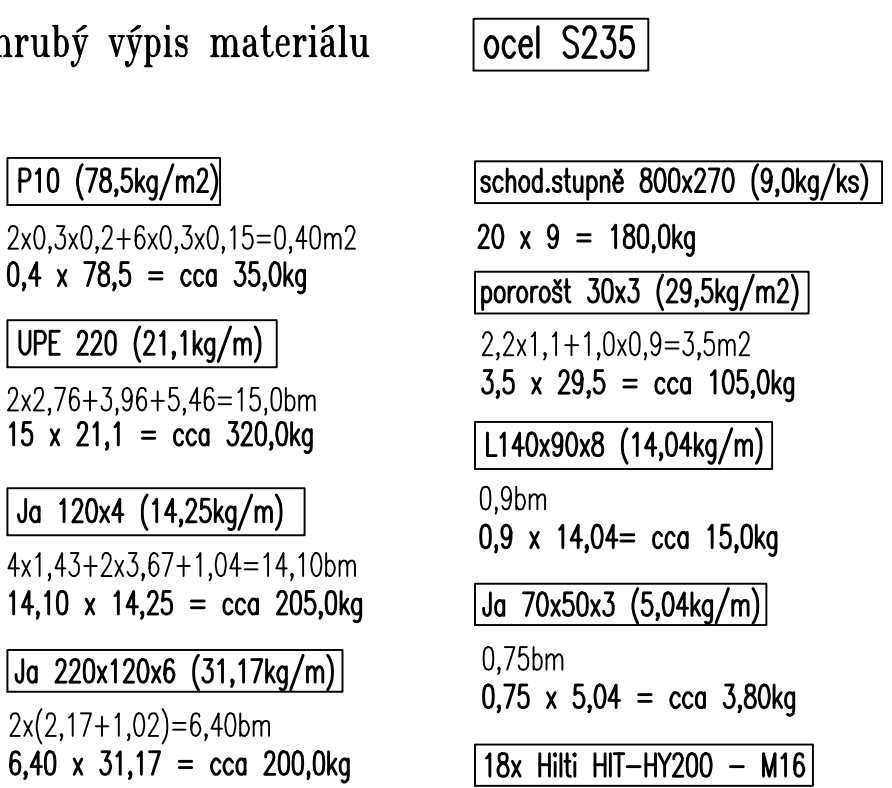 výpis materiálu
ocel S235
P10 (78,5kg/m2)
2x0,3x0,2+6x0,3x0,15=0,40m2
0,4 x 78,5 = cca 35,0kg
UPE 220 (21,1kg/m)
2x2,76+3,96+5,46=15,0bm
15 x 21,1 = cca 320,0kg
Ja 120x4 (14,25kg/m)
4x1,43+2x3,67+1,04=14,10bm
14,10 x 14,25 = cca 205,0kg
Ja 220x120x6 (31,17kg/m)
2x(2,17+1,02)=6,40bm
6,40 x 31,17 = cca 200,0kg
schod.stupně 800x270 (9,0kg/ks)
20 x 9 = 180,0kg
pororošt 30x3 (29,5kg/m2)
2,2x1,1+1,0x0,9=3,5m2
3,5 x 29,5 = cca 105,0kg
L140x90x8 (14,04kg/m)
0,9bm
0,9 x 14,04= cca 15,0kg
Ja 70x50x3 (5,04kg/m)
0,75bm
0,75 x 5,04 = cca 3,80kg
18x Hilti HIT-HY200 - M16